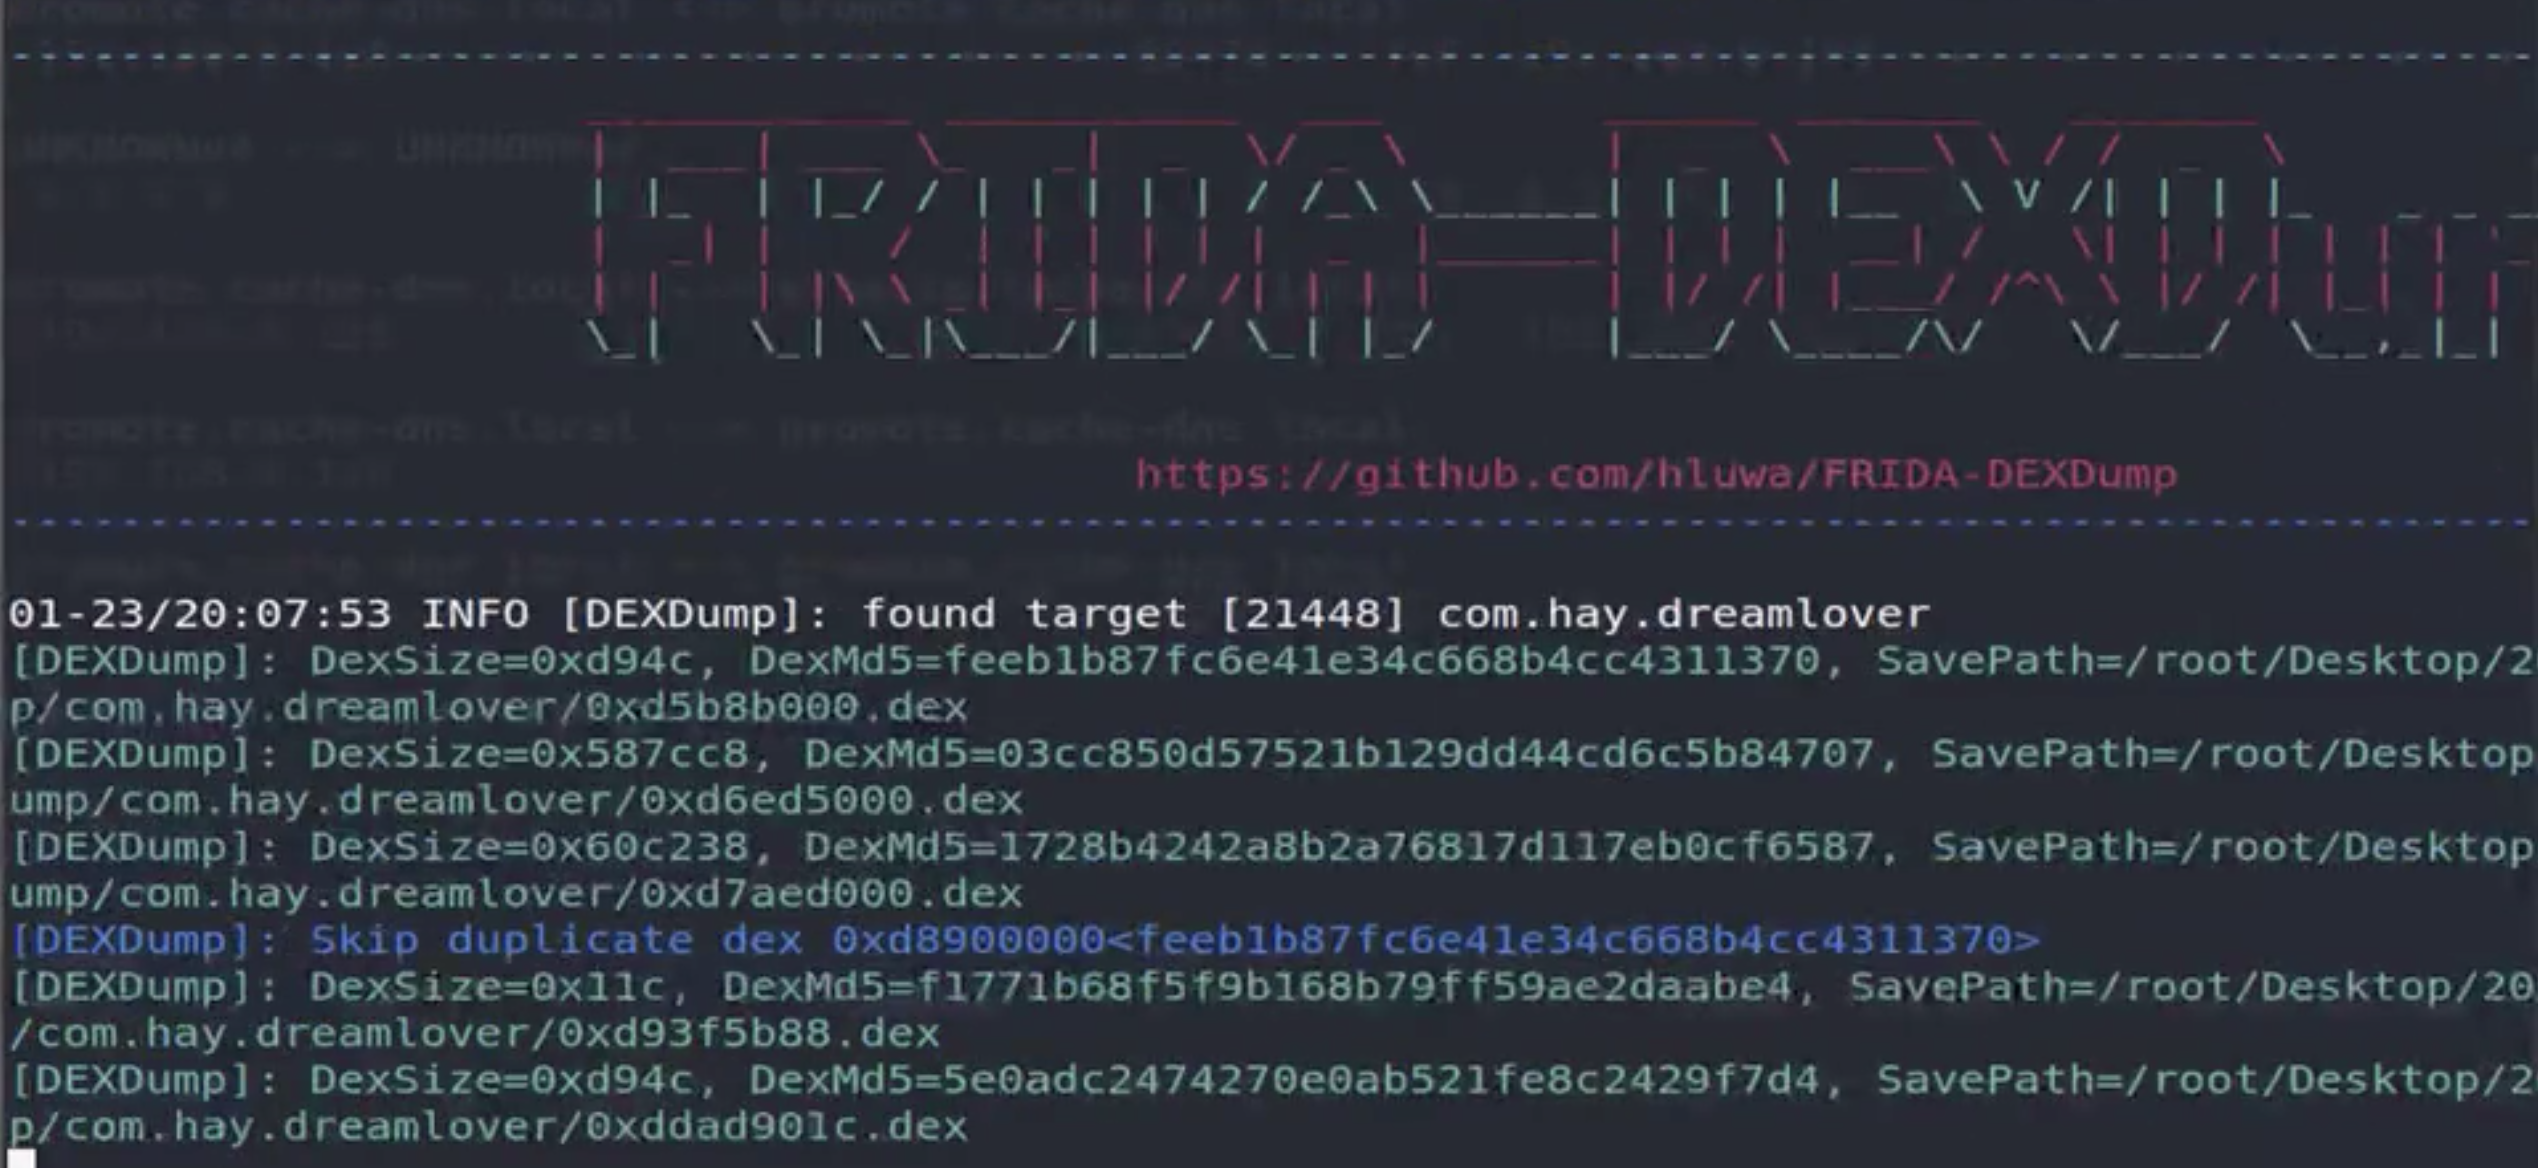 FRIDA-DEXDu
https://github.com/hluwa/FRIDA-DEXDump
01-23/20:07:53 INFO [DEXDump]: found target [21448] com.hay.dreamlover
[DEXDump]: DexSize=0xd94c, DexMd5=feeb1b87fc6e41e34c668b4cc4311370, SavePath=/root/Desktop/2
p/com.hay.dreamlover/0xd5b8b000.dex
[DEXDump]: DexSize=0x587cc8, DexMd5=03cc850d57521b129dd44cd6c5b84707, SavePath=/root/Desktop
ump/com.hay.dreamlover/0xd6ed5000.dex
[DEXDump]: DexSize=0x60c238, DexMd5=1728b4242a8b2a76817d117eb0cf6587, SavePath=/root/Desktop
ump/com.hay.dreamlover/0xd7aed000.dex
[DEXDump]: Skip duplicate dex 0xd8900000<feeb1b87fc6e41e34c668b4cc4311370>
[DEXDump]: DexSize=0x11c, DexMd5=f1771b68f5f9b168b79ff59ae2daabe4, SavePath=/root/Desktop/20
/com.hay.dreamlover/0xd93f5b88.dex
[DEXDump]: DexSize=0xd94c, DexMd5=5e0adc2474270e0ab521fe8c2429f7d4, SavePath=/root/Desktop/2
p/com.hay.dreamlover/0xddad901c.dex